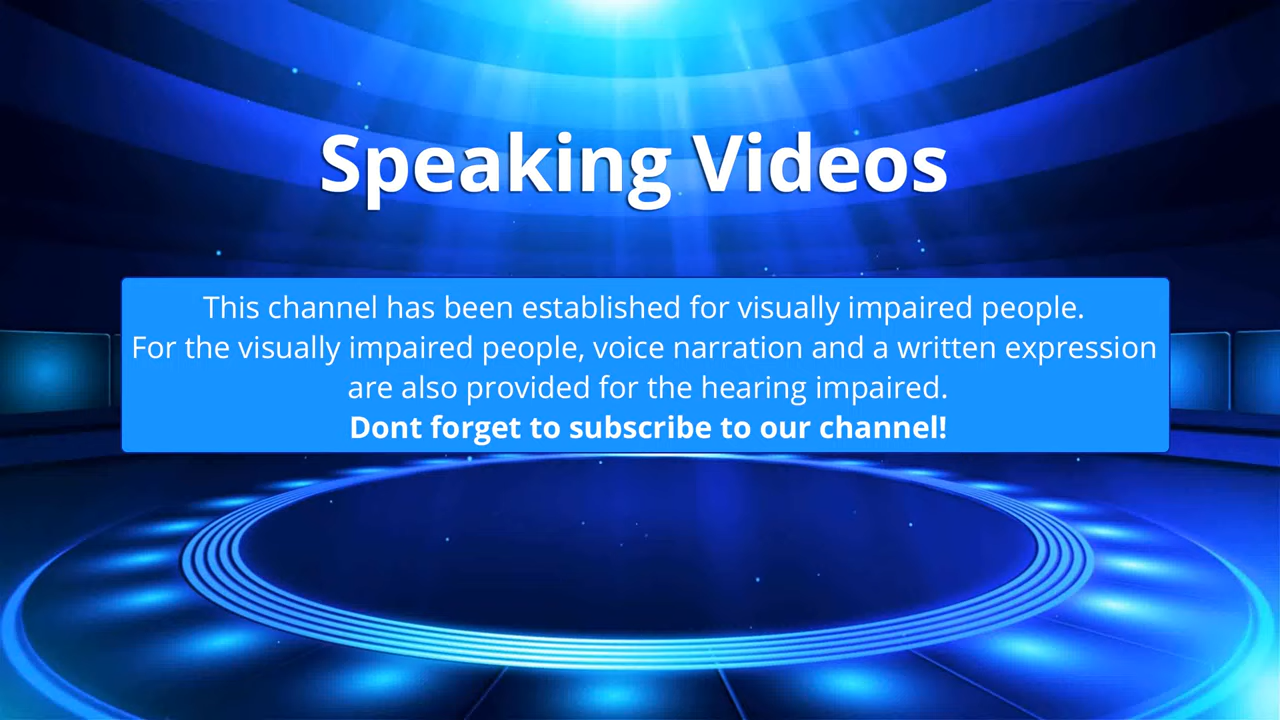 Speaking Videos
This channel has been established for visually impaired people.
For the visually impaired people, voice narration and a written expression
are also provided for the hearing impaired.
Dont forget to subscribe to our channel!